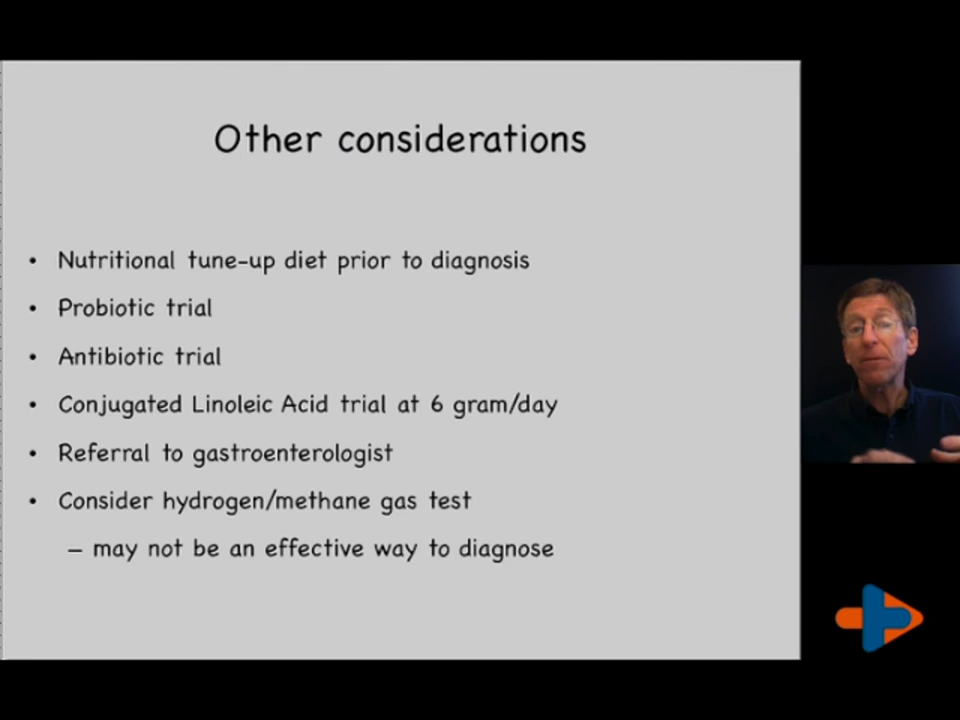 Other considerations
• Nutritional tune-up diet prior to diagnosis
• Probiotic trial
• Antibiotic trial
• Conjugated Linoleic Acid trial at 6 gram/day
• Referral to gastroenterologist
• Consider hydrogen/methane gas test
– may not be an effective way to diagnose